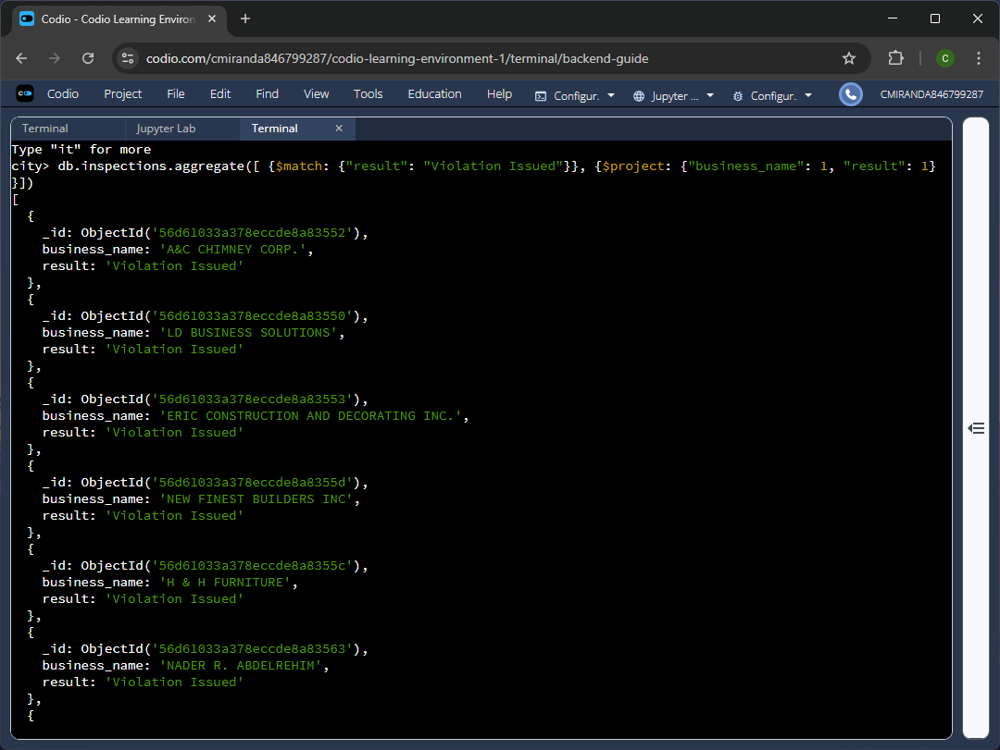 Codio - Codio Learning Environ
codio.com/cmiranda846799287/codio-learning-environment-1/terminal/backend-guide
C
Codio Project File Edit Find View Tools Education Help Configur. Jupyter ... Configur. CMIRANDA846799287
Terminal Jupyter Lab Terminal
Type "it" for more
city> db.inspections.aggregate([ {$match: {"result": "Violation Issued"}}, {$project: {"business_name": 1, "result": 1}
}])
[
  {
    _id: ObjectId('56d61033a378eccde8a83552'),
    business_name: 'A&C CHIMNEY CORP.',
    result: 'Violation Issued'
  },
  {
    _id: ObjectId('56d61033a378eccde8a83550'),
    business_name: 'LD BUSINESS SOLUTIONS',
    result: 'Violation Issued'
  },
  {
    _id: ObjectId('56d61033a378eccde8a83553'),
    business_name: 'ERIC CONSTRUCTION AND DECORATING INC.',
    result: 'Violation Issued'
  },
  {
    _id: ObjectId('56d61033a378eccde8a8355d'),
    business_name: 'NEW FINEST BUILDERS INC',
    result: 'Violation Issued'
  },
  {
    _id: ObjectId('56d61033a378eccde8a8355c'),
    business_name: 'H & H FURNITURE',
    result: 'Violation Issued'
  },
  {
    _id: ObjectId('56d61033a378eccde8a83563'),
    business_name: 'NADER R. ABDELREHIM',
    result: 'Violation Issued'
  },
  {